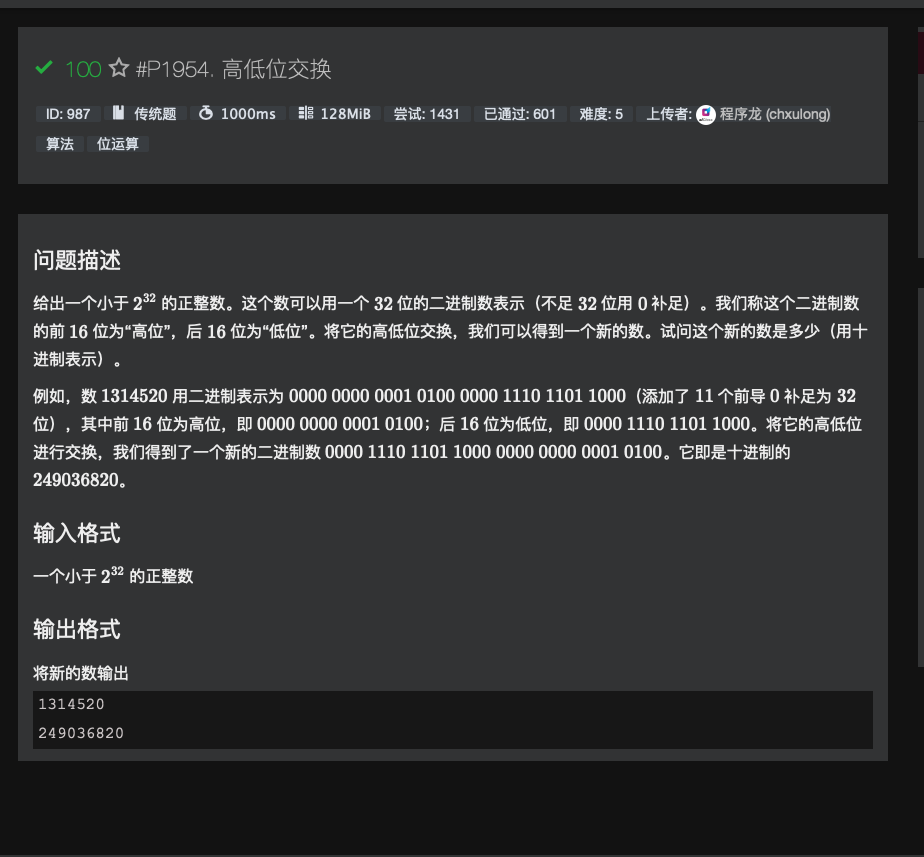 100 #P1954. 高低位交换
ID: 987 传统题 1000ms 128MiB 尝试: 1431 已通过: 601 难度: 5 上传者: 程序龙 (chxulong)
算法 位运算
问题描述
给出一个小于 2^32 的正整数。这个数可以用一个 32 位的二进制数表示（不足 32 位用 0 补足）。我们称这个二进制数
的前 16 位为“高位”，后 16 位为“低位”。将它的高低位交换，我们可以得到一个新的数。试问这个新的数是多少（用十
进制表示）。
例如，数 1314520 用二进制表示为 0000 0000 0001 0100 0000 1110 1101 1000（添加了 11 个前导 0 补足为 32
位），其中前 16 位为高位，即 0000 0000 0001 0100；后 16 位为低位，即 0000 1110 1101 1000。将它的高低位
进行交换，我们得到了一个新的二进制数 0000 1110 1101 1000 0000 0000 0001 0100。它即是十进制的
249036820。
输入格式
一个小于 2^32 的正整数
输出格式
将新的数输出
1314520
249036820